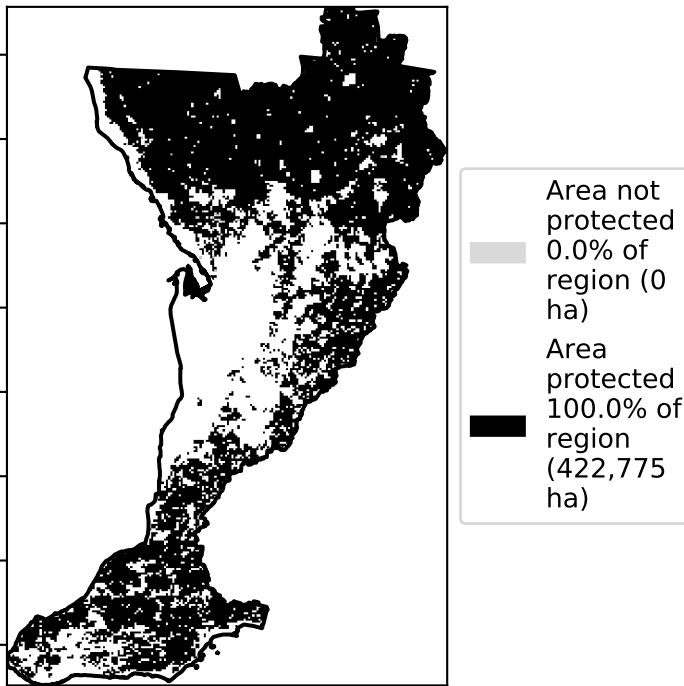 Area not
protected
0.0% of
region (0
ha)
Area
protected
100.0% of
region
(422,775
ha)